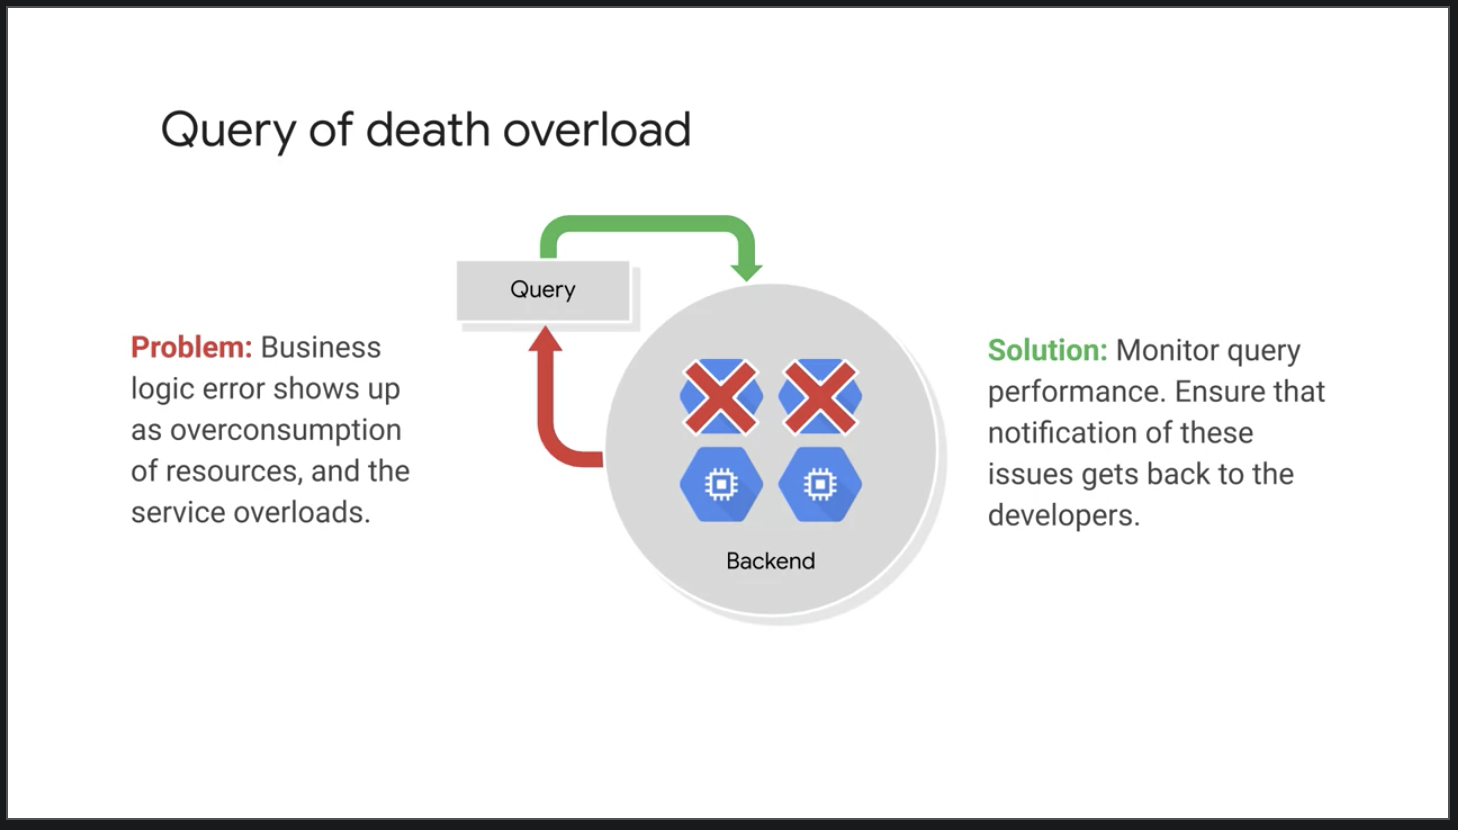 Query of death overload
Query
Problem: Business
logic error shows up
as overconsumption
of resources, and the
service overloads.
Backend
Solution: Monitor query
performance. Ensure that
notification of these
issues gets back to the
developers.